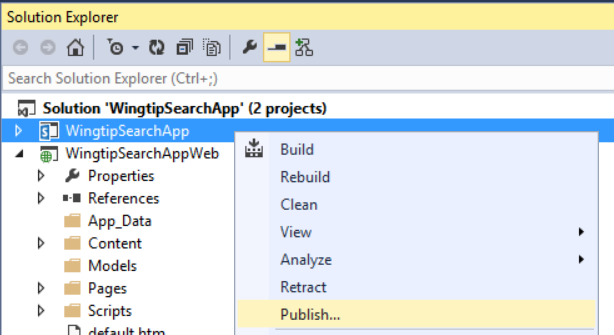 Solution Explorer
Search Solution Explorer (Ctrl+;)
Solution 'WingtipSearchApp' (2 projects)
WingtipSearchApp
WingtipSearchAppWeb
Build
Properties
Rebuild
References
Clean
App_Data
View
Content
Analyze
Models
Retract
Pages
Publish...
Scripts
default.htm